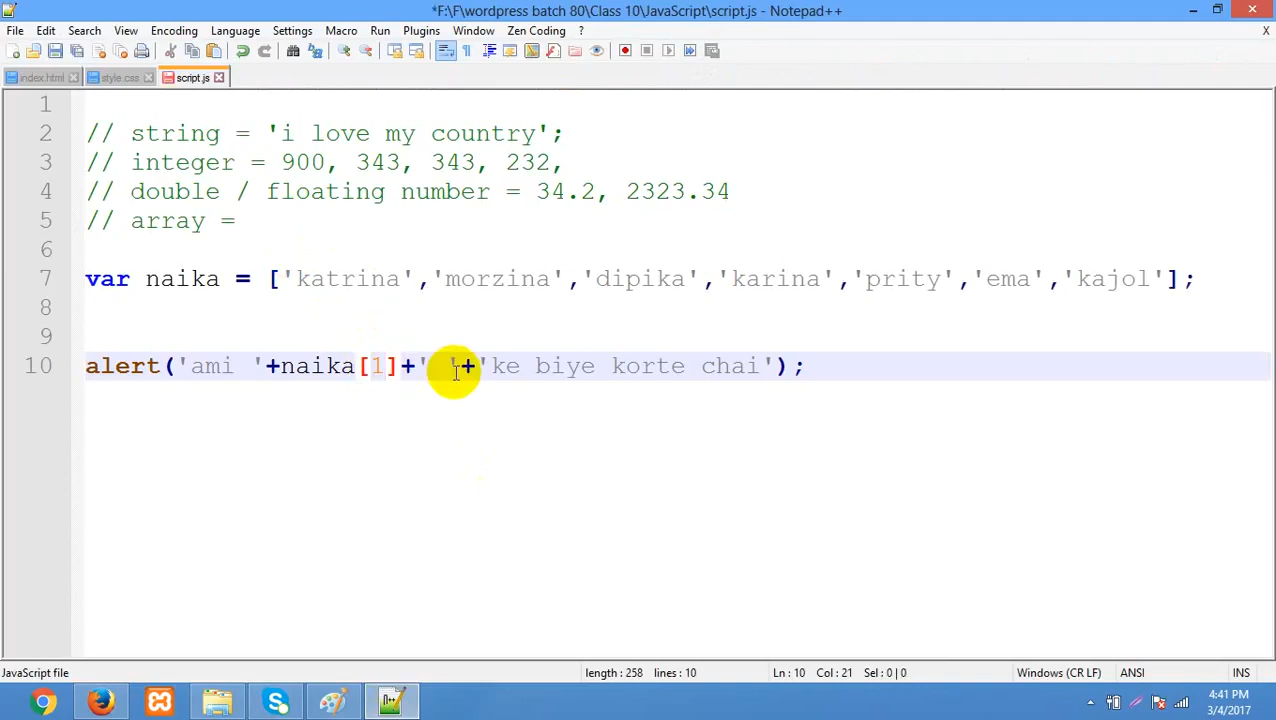 *F:\F\wordpress batch 80\Class 10\JavaScript\script.js - Notepad++
File Edit Search View Encoding Language Settings Macro Run Plugins Window Zen Coding ? X
index.html style.css script.js
1
2 // string = 'i love my country';
3 // integer = 900, 343, 343, 232,
4 // double / floating number = 34.2, 2323.34
5 // array =
6
7 var naika = ['katrina','morzina','dipika','karina','prity','ema','kajol'];
8
9
10 alert('ami '+naika[1]+' '+'ke biye korte chai');
JavaScript file length : 258 lines : 10 Ln : 10 Col : 21 Sel : 0 | 0 Windows (CR LF) ANSI INS
4:41 PM
3/4/2017